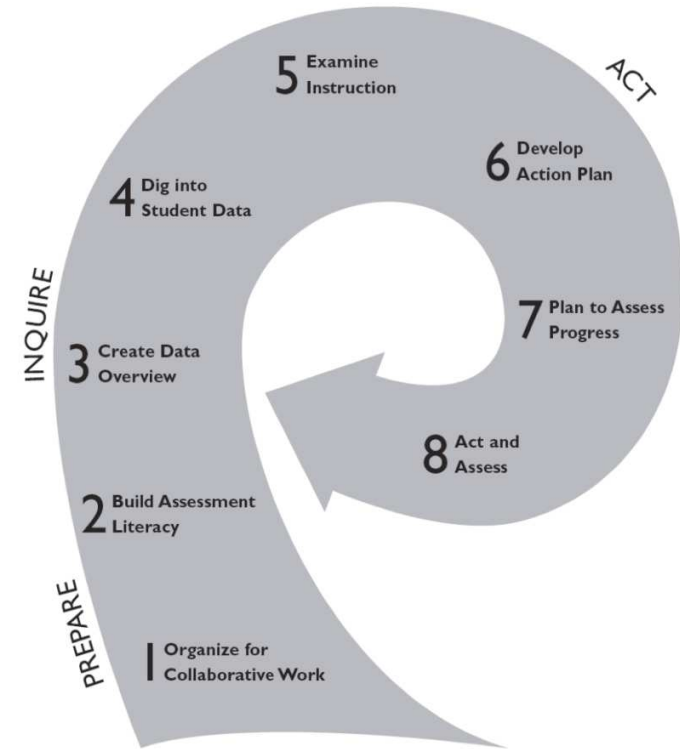 PREPARE
1 Organize for
Collaborative Work
2 Build Assessment
Literacy
INQUIRE
3 Create Data
Overview
4 Dig into
Student Data
5 Examine
Instruction
ACT
6 Develop
Action Plan
7 Plan to Assess
Progress
8 Act and
Assess